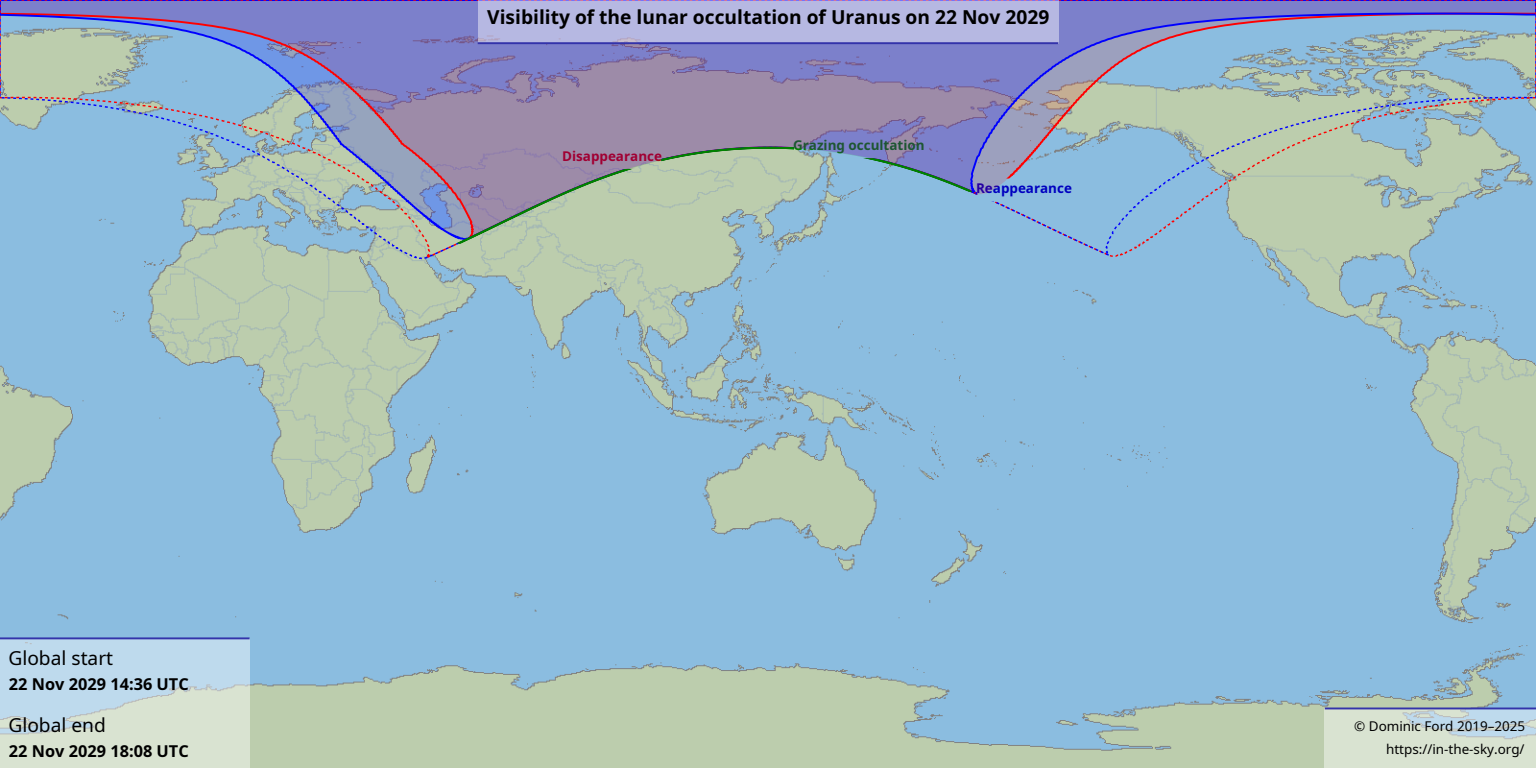 Visibility of the lunar occultation of Uranus on 22 Nov 2029
Grazing occultation
Disappearance
Reappearance
Global start
22 Nov 2029 14:36 UTC
Global end
22 Nov 2029 18:08 UTC
© Dominic Ford 2019–2025
https://in-the-sky.org/